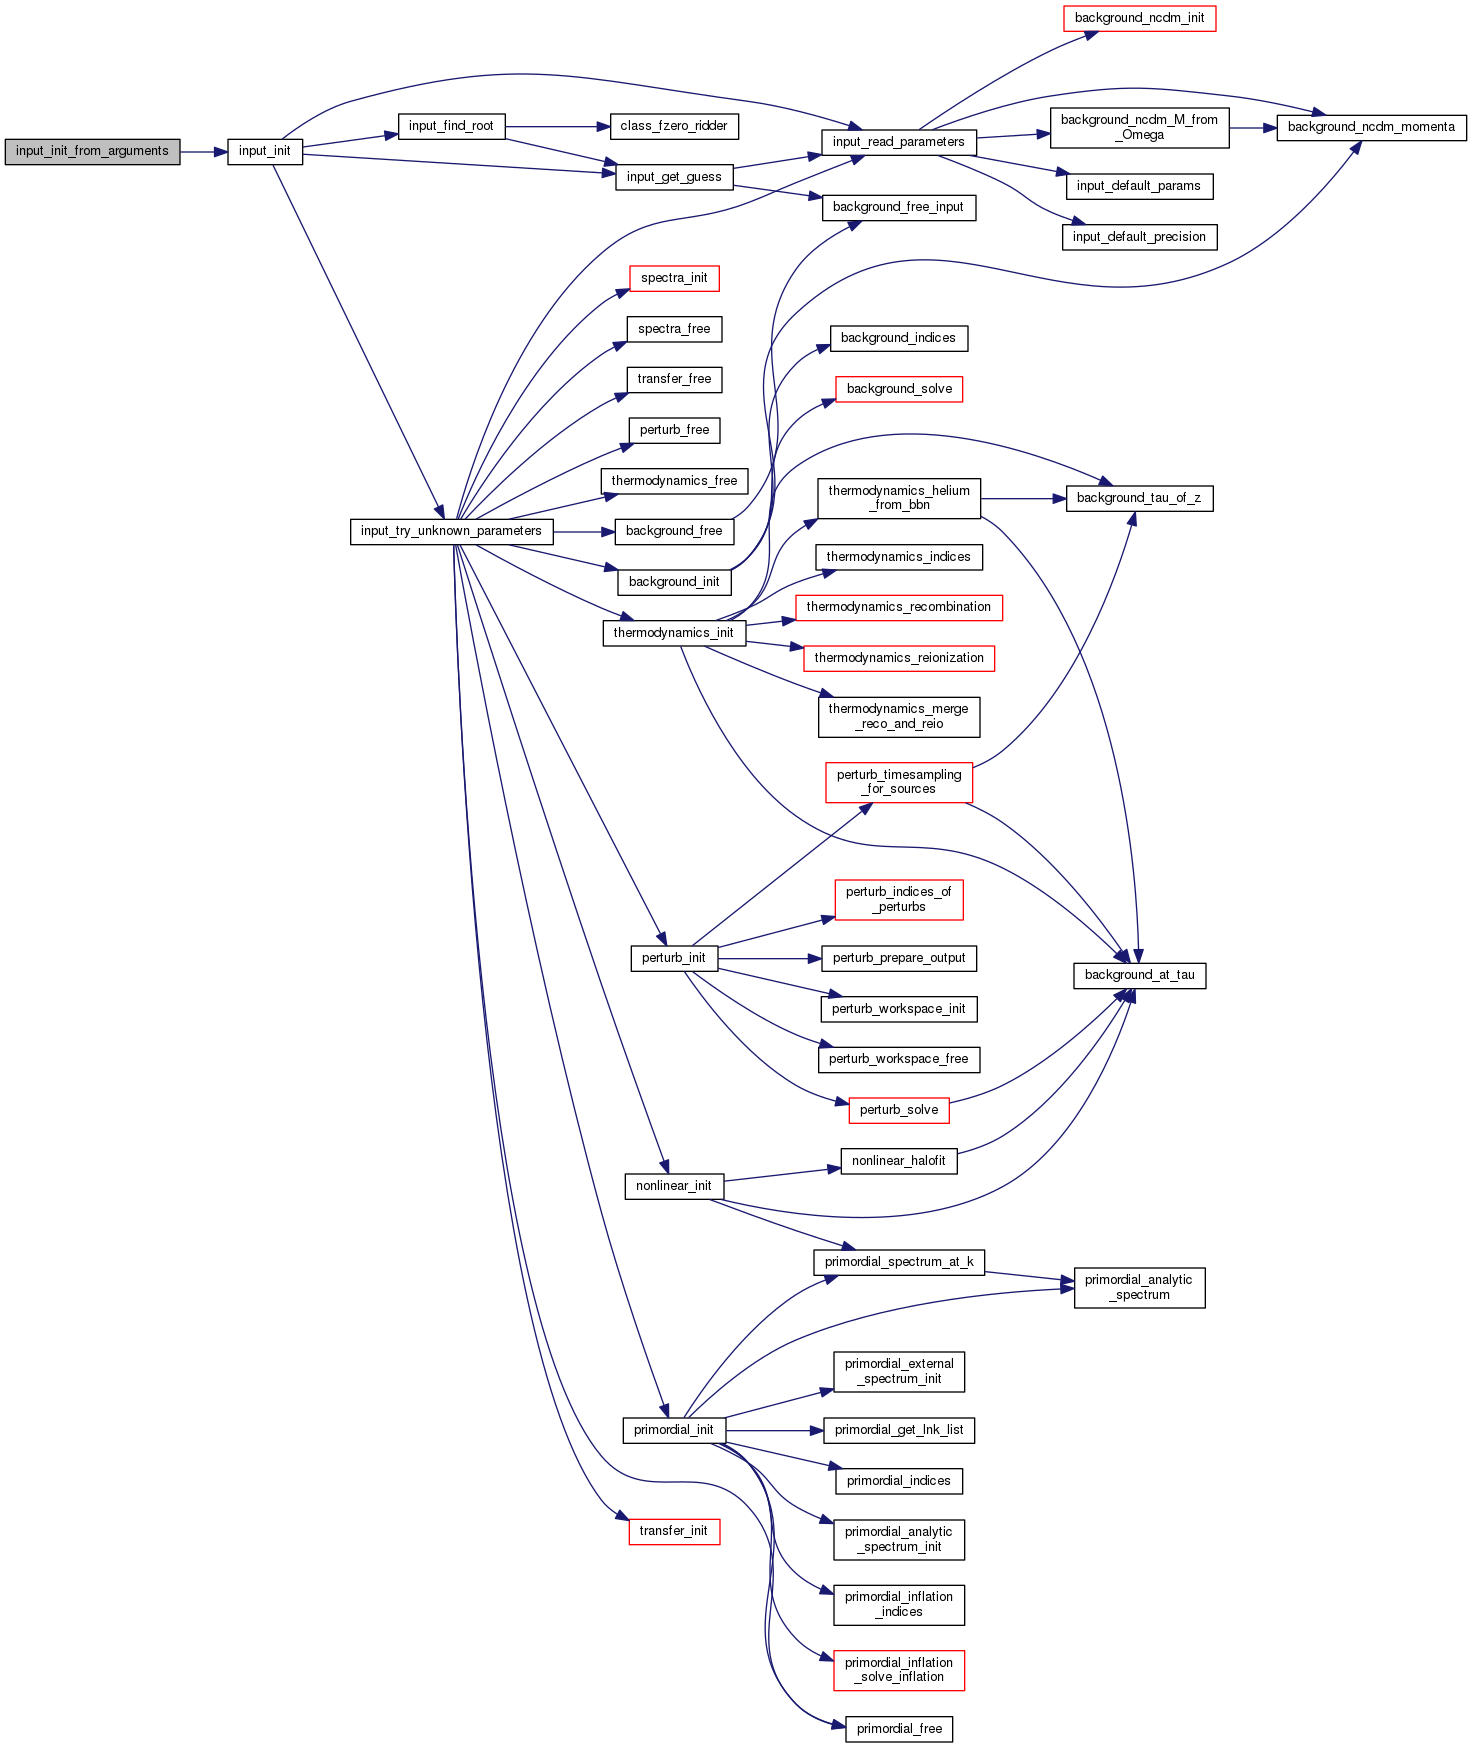 background_ncdm_init
input_find_root
class_fzero_ridder
input_read_parameters
background_ncdm_M_from
_Omega
background_ncdm_momenta
input_init_from_arguments
input_init
input_get_guess
input_default_params
background_free_input
input_default_precision
spectra_init
spectra_free
background_indices
transfer_free
background_solve
perturb_free
thermodynamics_free
thermodynamics_helium
_from_bbn
background_tau_of_z
input_try_unknown_parameters
background_free
thermodynamics_indices
background_init
thermodynamics_recombination
thermodynamics_init
thermodynamics_reionization
thermodynamics_merge
_reco_and_reio
perturb_timesampling
_for_sources
perturb_indices_of
_perturbs
perturb_init
perturb_prepare_output
background_at_tau
perturb_workspace_init
perturb_workspace_free
perturb_solve
nonlinear_halofit
nonlinear_init
primordial_spectrum_at_k
primordial_analytic
_spectrum
primordial_external
_spectrum_init
primordial_init
primordial_get_lnk_list
primordial_indices
transfer_init
primordial_analytic
_spectrum_init
primordial_inflation
_indices
primordial_inflation
_solve_inflation
primordial_free